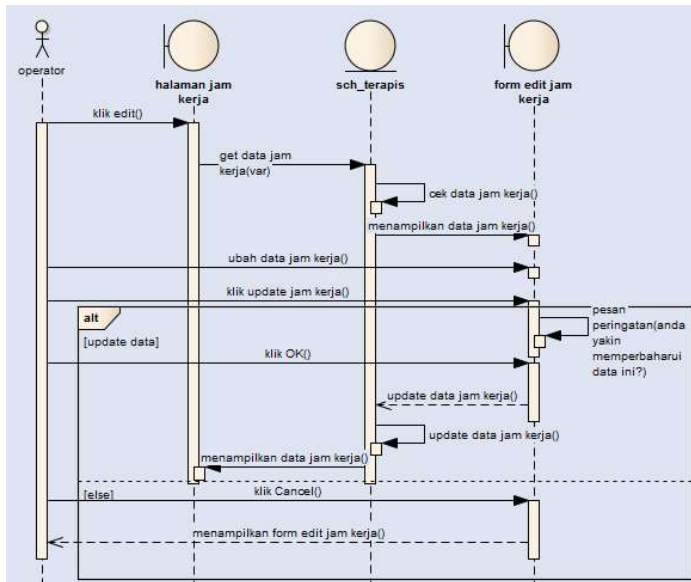 operator
halaman jam
kerja
sch_terapis
form edit jam
kerja
klik edit()
get data jam
kerja(var)
cek data jam kerja()
menampilkan data jam kerja()
ubah data jam kerja()
klik update jam kerja()
alt
[update data]
pesan
peringatan(anda
yakin
memperbaharui
data ini?)
klik OK()
update data jam kerja()
update data jam kerja()
menampilkan data jam kerja()
[else]
klik Cancel()
menampilkan form edit jam kerja()